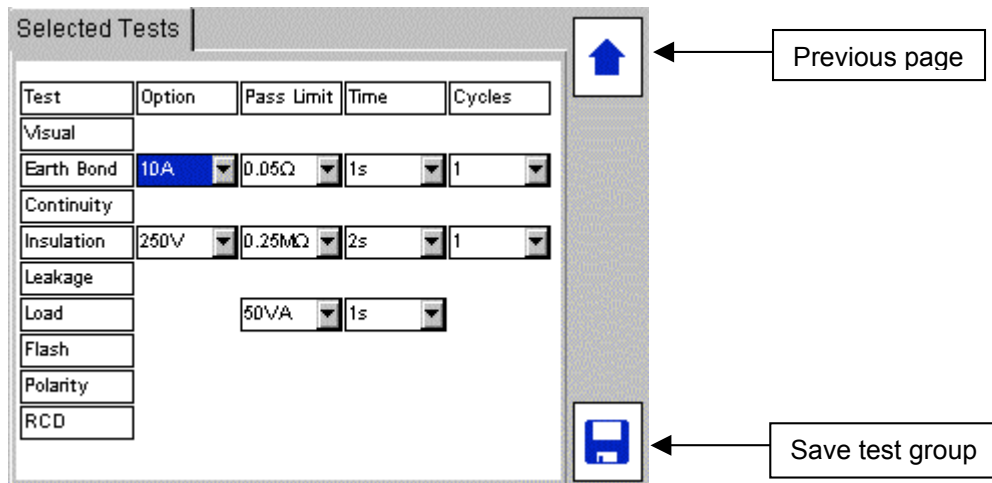 Selected Tests
Previous page
Test Option Pass Limit Time Cycles
Visual
Earth Bond 10A 0.05Ω 1s 1
Continuity
Insulation 250V 0.25MΩ 2s 1
Leakage
Load 50VA 1s
Flash
Polarity
RCD
Save test group